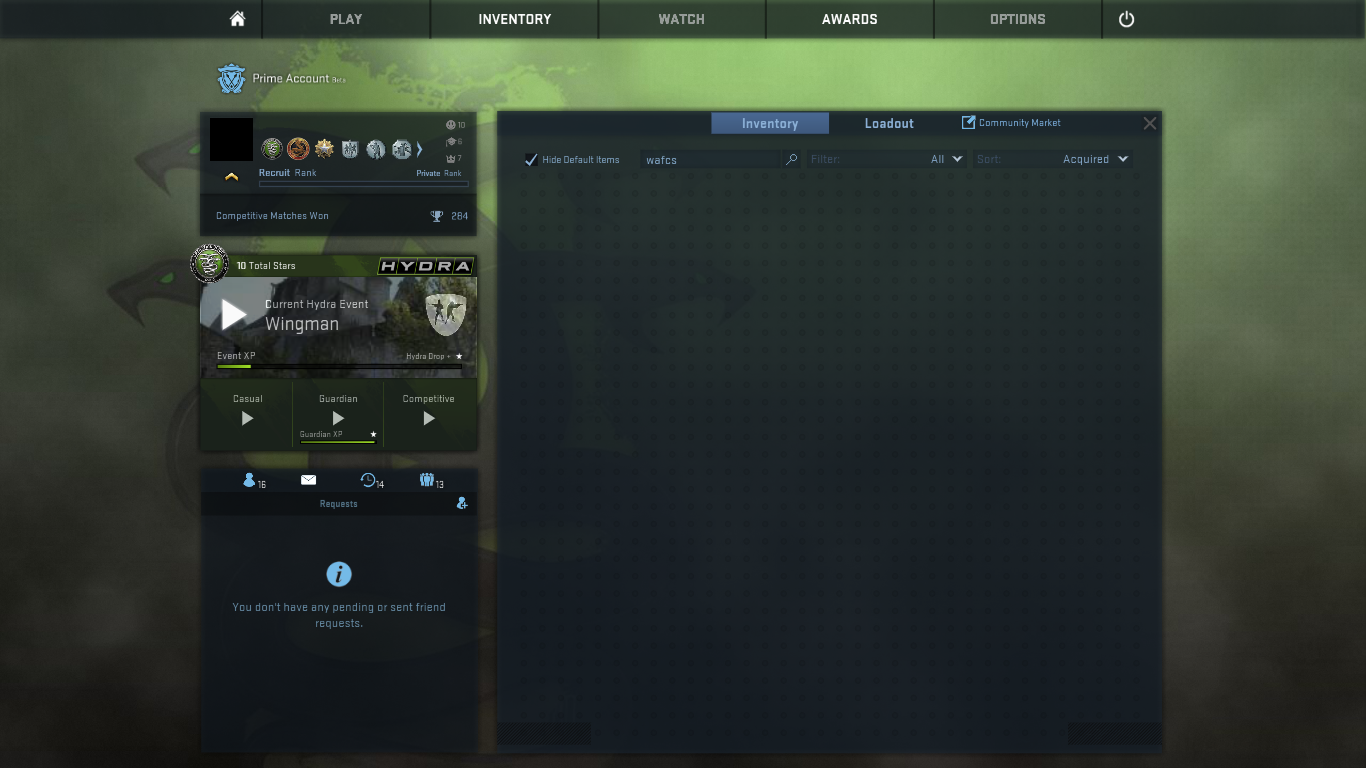 PLAY
INVENTORY
WATCH
AWARDS
OPTIONS
Prime Account Beta
10
6
7
Recruit Rank
Private Rank
Competitive Matches Won
284
10 Total Stars
HYDRA
Current Hydra Event
Wingman
Event XP
Hydra Drop +
Casual
Guardian
Competitive
Guardian XP
16
14
13
Requests
You don't have any pending or sent friend
requests.
Inventory
Loadout
Community Market
Hide Default Items
wafcs
Filter:
All
Sort:
Acquired